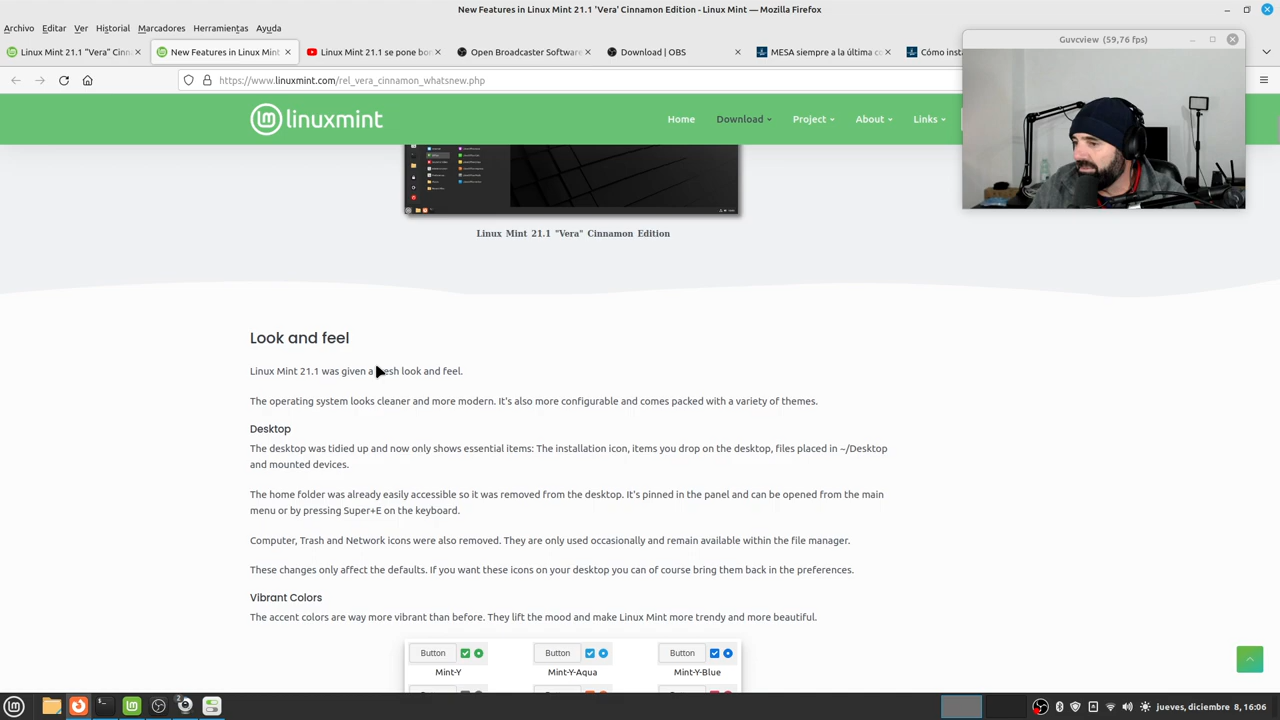 New Features in Linux Mint 21.1 'Vera' Cinnamon Edition - Linux Mint — Mozilla Firefox
Archivo Editar Ver Historial Marcadores Herramientas Ayuda
Linux Mint 21.1 "Vera" Cinn
New Features in Linux Mint
Linux Mint 21.1 se pone bon
Open Broadcaster Software
Download | OBS
MESA siempre a la última co
Cómo inst
Guvcview (59,76 fps)
https://www.linuxmint.com/rel_vera_cinnamon_whatsnew.php
linuxmint
Home Download Project About Links
Linux Mint 21.1 "Vera" Cinnamon Edition
Look and feel
Linux Mint 21.1 was given a esh look and feel.
The operating system looks cleaner and more modern. It's also more configurable and comes packed with a variety of themes.
Desktop
The desktop was tidied up and now only shows essential items: The installation icon, items you drop on the desktop, files placed in ~/Desktop
and mounted devices.
The home folder was already easily accessible so it was removed from the desktop. It's pinned in the panel and can be opened from the main
menu or by pressing Super+E on the keyboard.
Computer, Trash and Network icons were also removed. They are only used occasionally and remain available within the file manager.
These changes only affect the defaults. If you want these icons on your desktop you can of course bring them back in the preferences.
Vibrant Colors
The accent colors are way more vibrant than before. They lift the mood and make Linux Mint more trendy and more beautiful.
Button Button Button
Mint-Y Mint-Y-Aqua Mint-Y-Blue
2
jueves, diciembre 8, 16:06